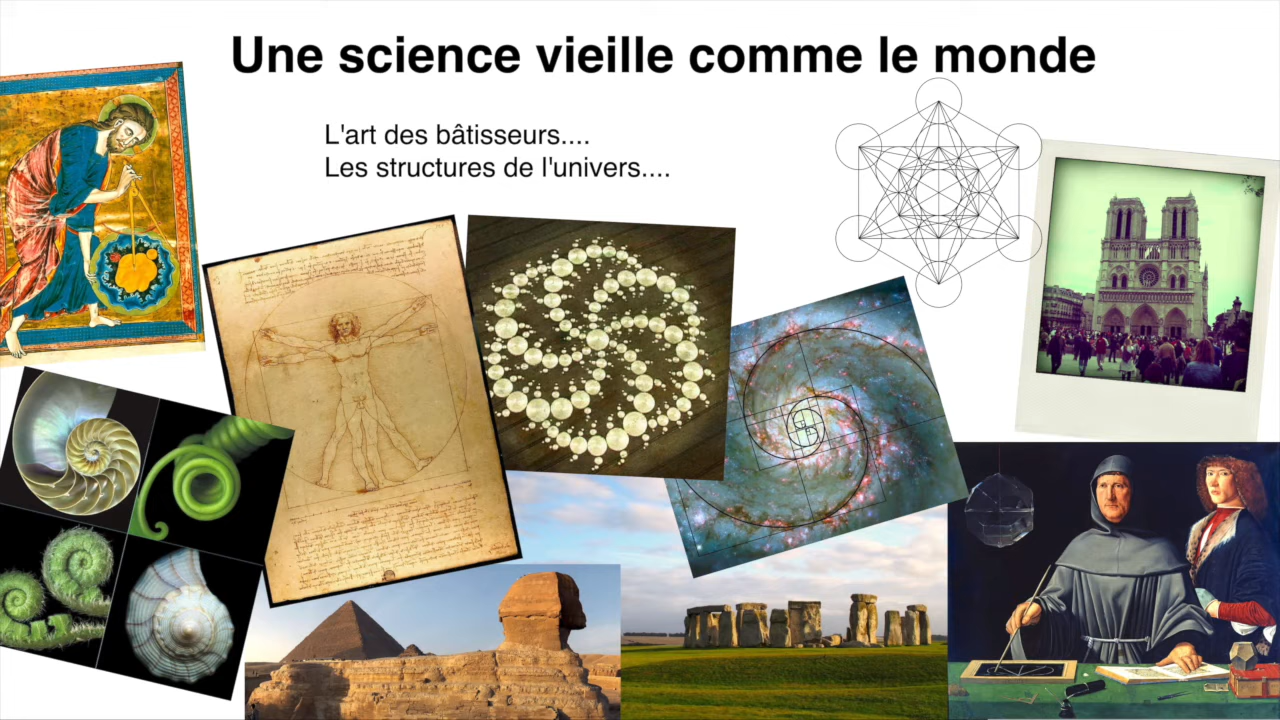 Une science vieille comme le monde
L'art des bâtisseurs....
Les structures de l'univers....